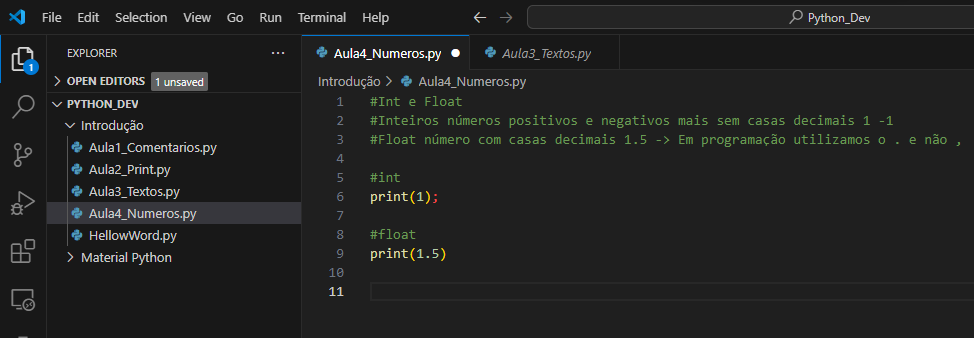 File Edit Selection View Go Run Terminal Help
Python_Dev
EXPLORER
OPEN EDITORS 1 unsaved
PYTHON_DEV
Introdução
Aula1_Comentarios.py
Aula2_Print.py
Aula3_Textos.py
Aula4_Numeros.py
HellowWord.py
Material Python
1
Aula4_Numeros.py Aula3_Textos.py
Introdução > Aula4_Numeros.py
1 #Int e Float
2 #Inteiros números positivos e negativos mais sem casas decimais 1 -1
3 #Float número com casas decimais 1.5 -> Em programação utilizamos o . e não ,
4
5 #int
6 print(1);
7
8 #float
9 print(1.5)
10
11